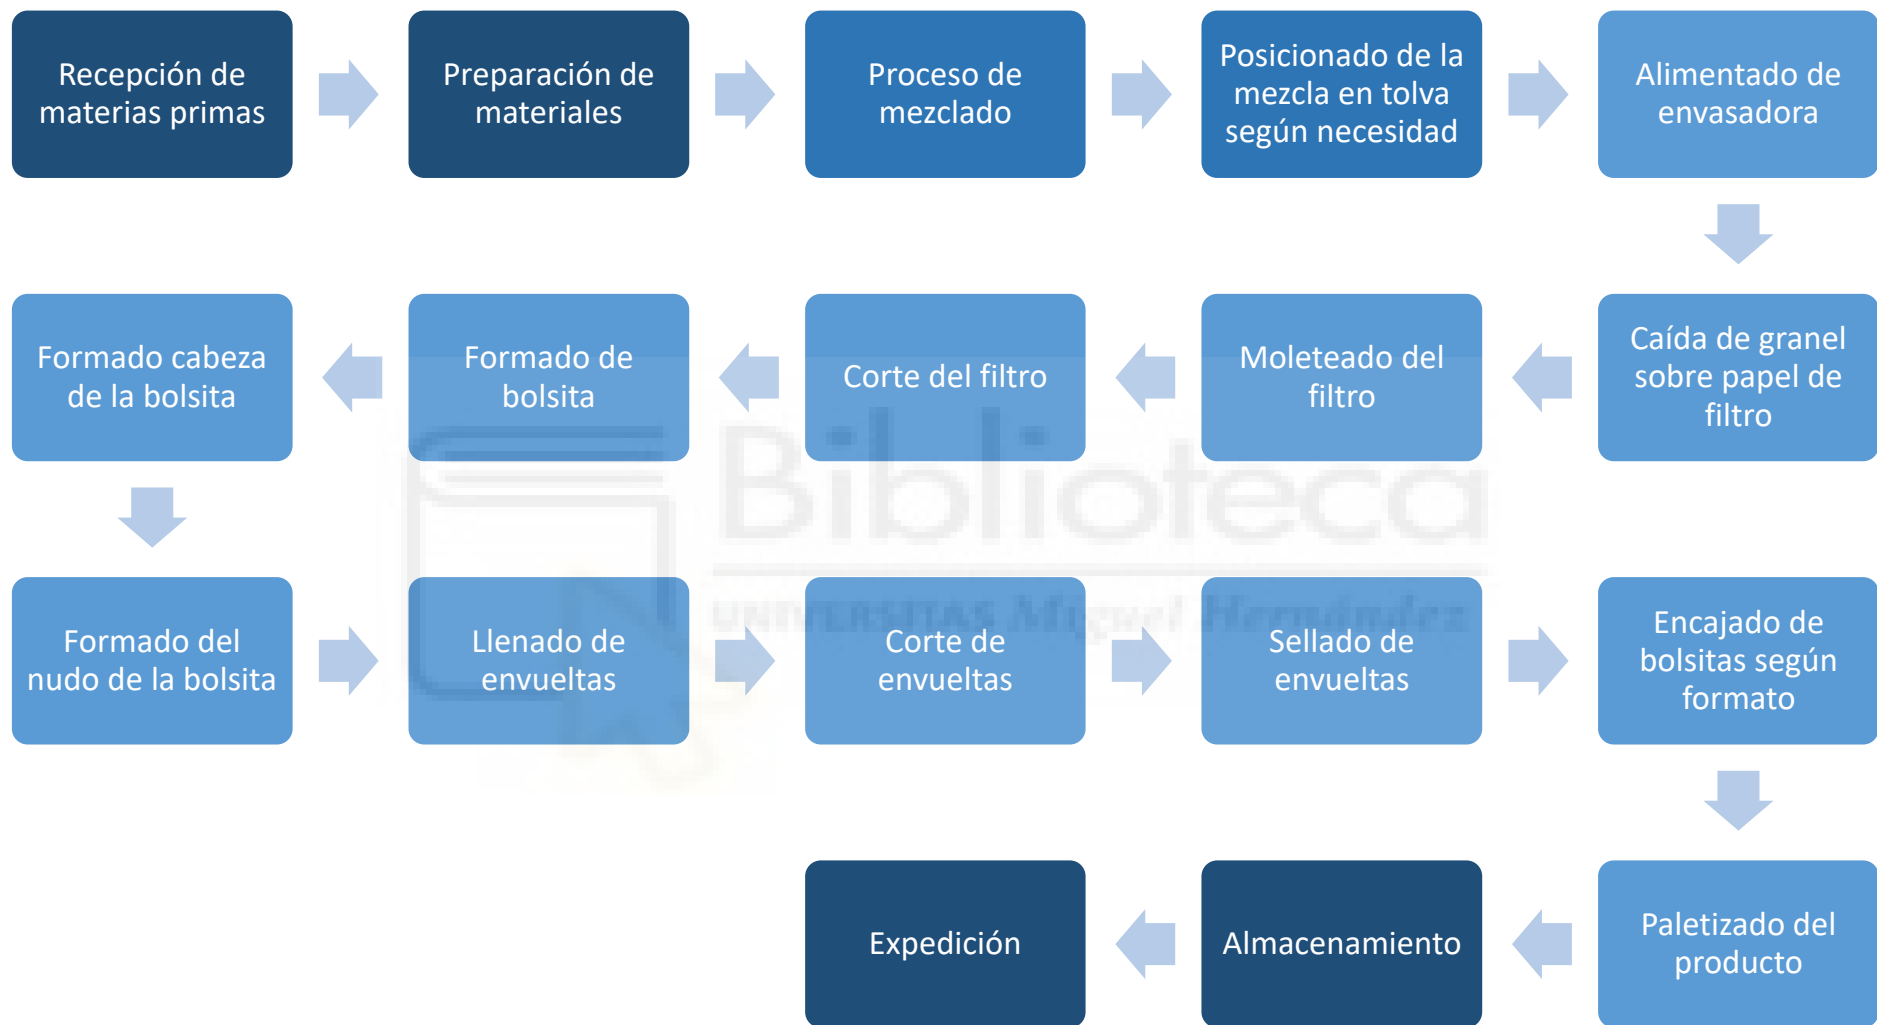 Recepción de
materias primas
Preparación de
materiales
Proceso de
mezclado
Posicionado de la
mezcla en tolva
según necesidad
Alimentado de
envasadora
Caída de granel
sobre papel de
filtro
Moleteado del
filtro
Corte del filtro
Formado de
bolsita
Formado cabeza
de la bolsita
Formado del
nudo de la bolsita
Llenado de
envueltas
Corte de
envueltas
Sellado de
envueltas
Encajado de
bolsitas según
formato
Paletizado del
producto
Almacenamiento
Expedición
Biblioteca
UNIVERSITAS Miguel Hernández